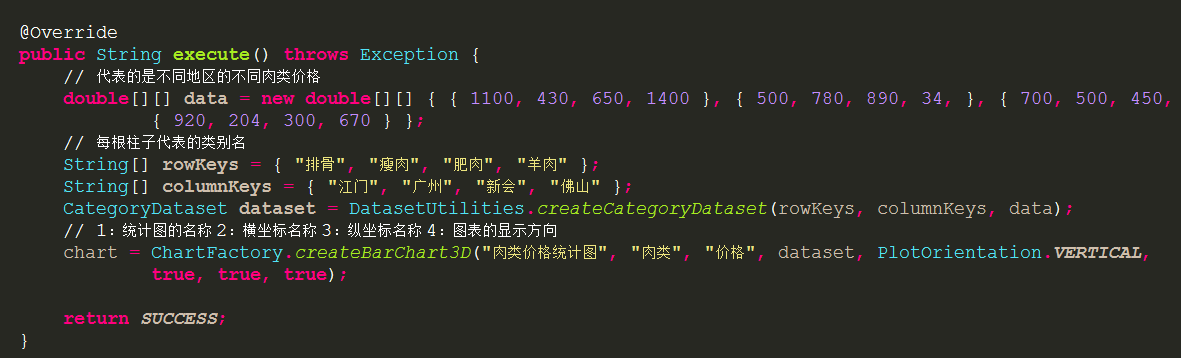 @Override
public String execute() throws Exception {
// 代表的是不同地区的不同肉类价格
double[][] data = new double[][] { { 1100, 430, 650, 1400 }, { 500, 780, 890, 34, }, { 700, 500, 450,
{ 920, 204, 300, 670 } };
// 每根柱子代表的类别名
String[] rowKeys = { "排骨", "瘦肉", "肥肉", "羊肉" };
String[] columnKeys = { "江门", "广州", "新会", "佛山" };
CategoryDataset dataset = DatasetUtilities.createCategoryDataset(rowKeys, columnKeys, data);
// 1：统计图的名称 2：横坐标名称 3：纵坐标名称 4：图表的显示方向
chart = ChartFactory.createBarChart3D("肉类价格统计图", "肉类", "价格", dataset, PlotOrientation.VERTICAL,
true, true, true);
return SUCCESS;
}